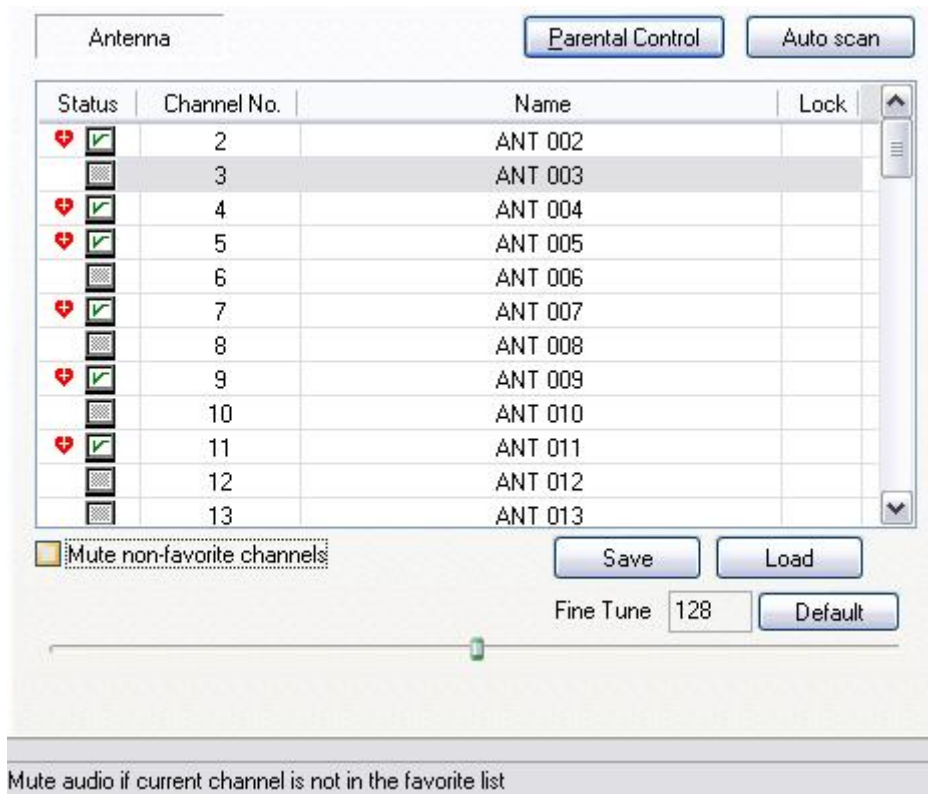 Antenna Parental Control Auto scan
Status Channel No. Name Lock
2 ANT 002
3 ANT 003
4 ANT 004
5 ANT 005
6 ANT 006
7 ANT 007
8 ANT 008
9 ANT 009
10 ANT 010
11 ANT 011
12 ANT 012
13 ANT 013
Mute non-favorite channels Save Load
Fine Tune 128 Default
Mute audio if current channel is not in the favorite list